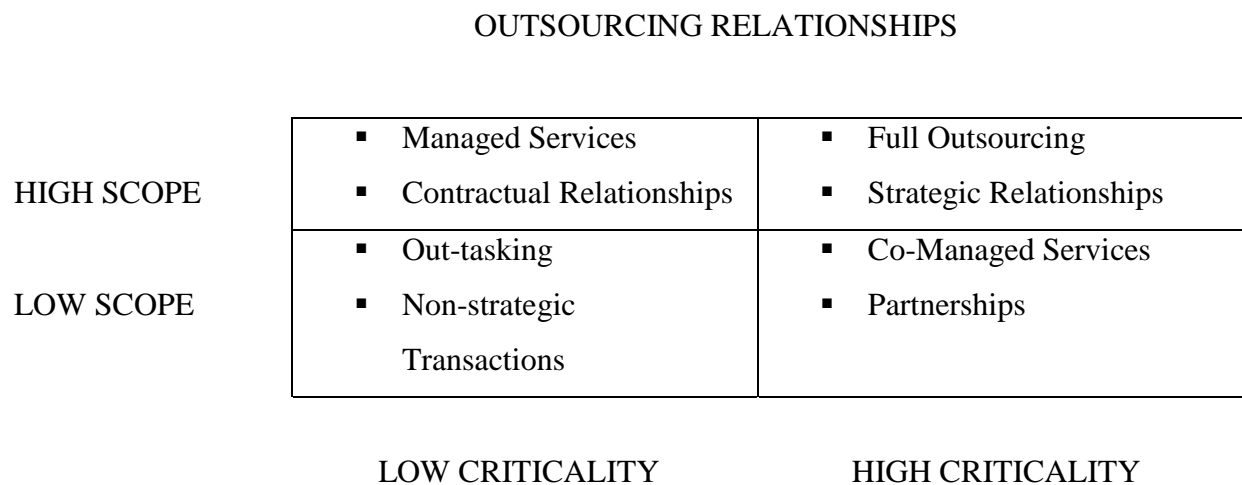 OUTSOURCING RELATIONSHIPS
▪ Managed Services
▪ Full Outsourcing
HIGH SCOPE
▪ Contractual Relationships
▪ Strategic Relationships
▪ Out-tasking
▪ Co-Managed Services
LOW SCOPE
▪ Non-strategic
Transactions
▪ Partnerships
LOW CRITICALITY
HIGH CRITICALITY